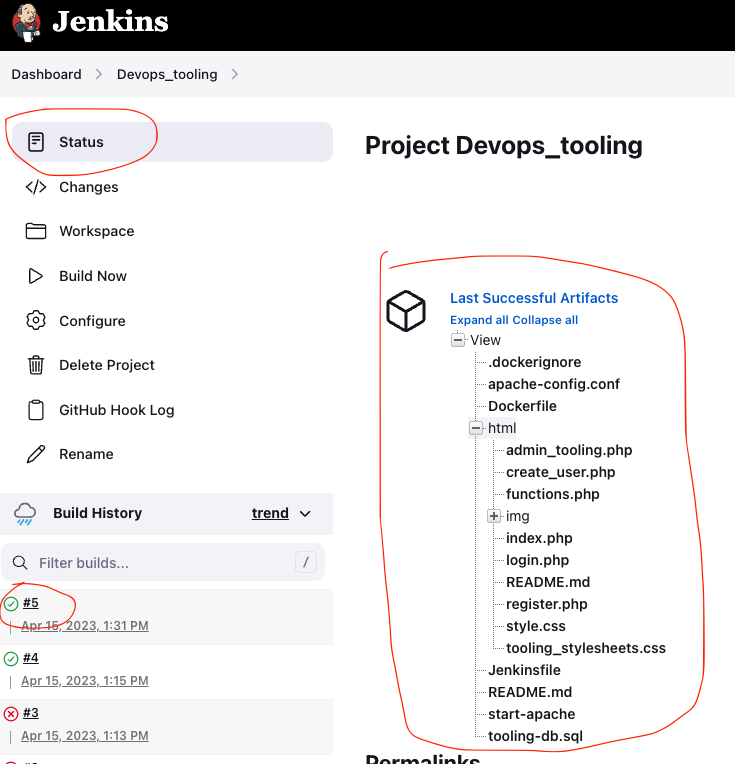 Jenkins
Dashboard
Devops_tooling
Status
Changes
Workspace
Build Now
Configure
Delete Project
GitHub Hook Log
Rename
Build History
trend
Filter builds...
/
#5
Apr 15, 2023, 1:31 PM
#4
Apr 15, 2023, 1:15 PM
#3
Apr 15, 2023, 1:13 PM
Project Devops_tooling
Last Successful Artifacts
Expand all Collapse all
View
.dockerignore
apache-config.conf
Dockerfile
html
admin_tooling.php
create_user.php
functions.php
img
index.php
login.php
README.md
register.php
style.css
tooling_stylesheets.css
Jenkinsfile
README.md
start-apache
tooling-db.sql
Permalinks